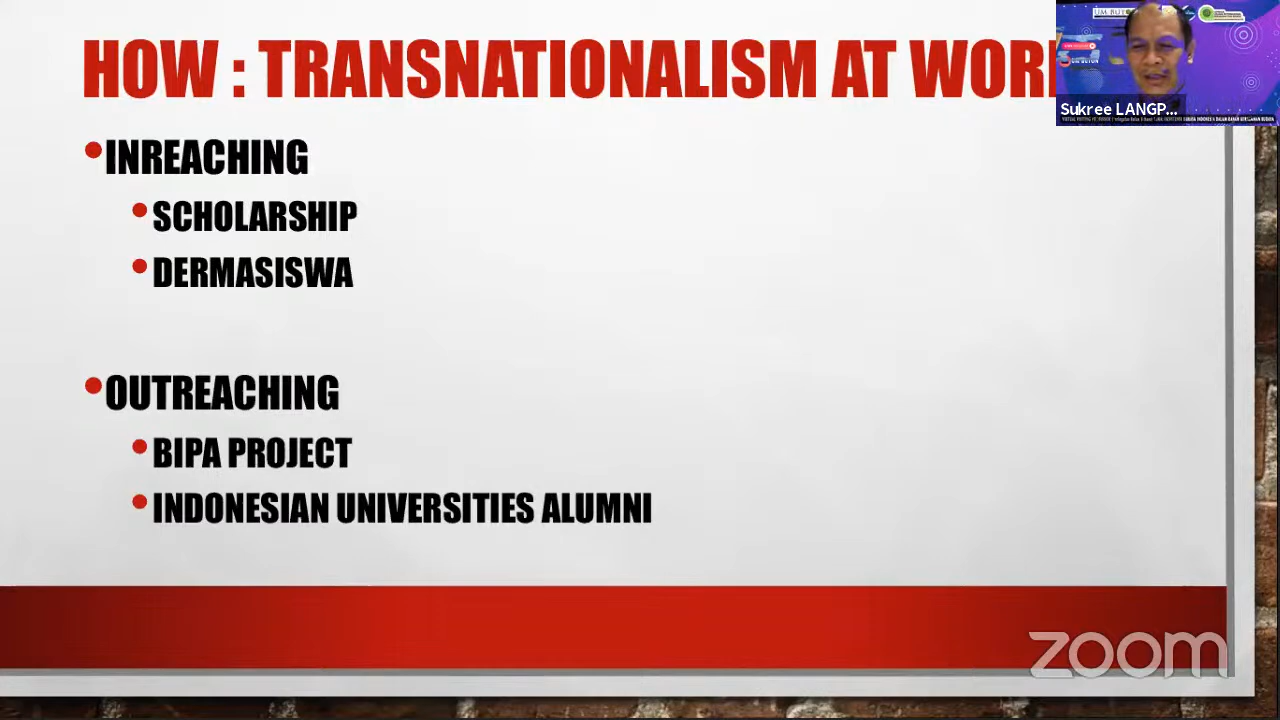 HOW : TRANSNATIONALISM AT WOR
•INREACHING
•SCHOLARSHIP
•DERMASISWA
•OUTREACHING
•BIPA PROJECT
•INDONESIAN UNIVERSITIES ALUMNI
Sukree LANGP...
zoom